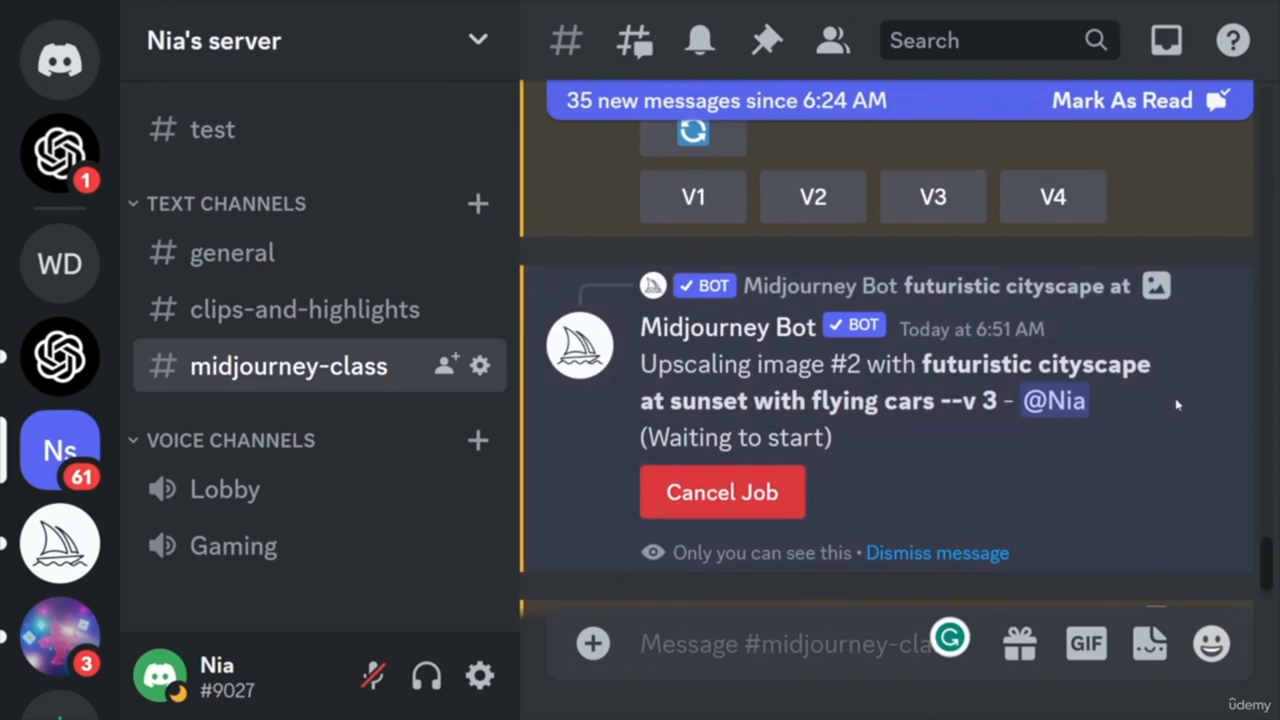 Nia's server
Search
35 new messages since 6:24 AM
Mark As Read
1
test
V1
V2
V3
V4
TEXT CHANNELS
general
WD
BOT
Midjourney Bot futuristic cityscape at
clips-and-highlights
Midjourney Bot
BOT
Today at 6:51 AM
midjourney-class
Upscaling image #2 with futuristic cityscape
at sunset with flying cars --v 3 - @Nia
(Waiting to start)
VOICE CHANNELS
Ns
61
Lobby
Cancel Job
Gaming
Only you can see this • Dismiss message
3
Message #midjourney-cla
G
GIF
Nia
#9027
ûdemy